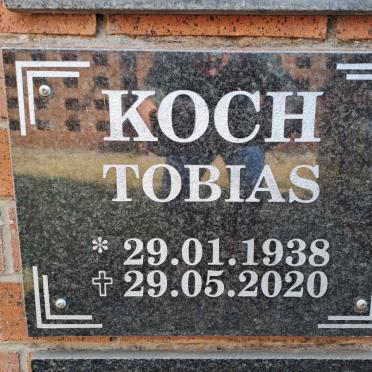 KOCH
TOBIAS
* 29.01.1938
✝ 29.05.2020